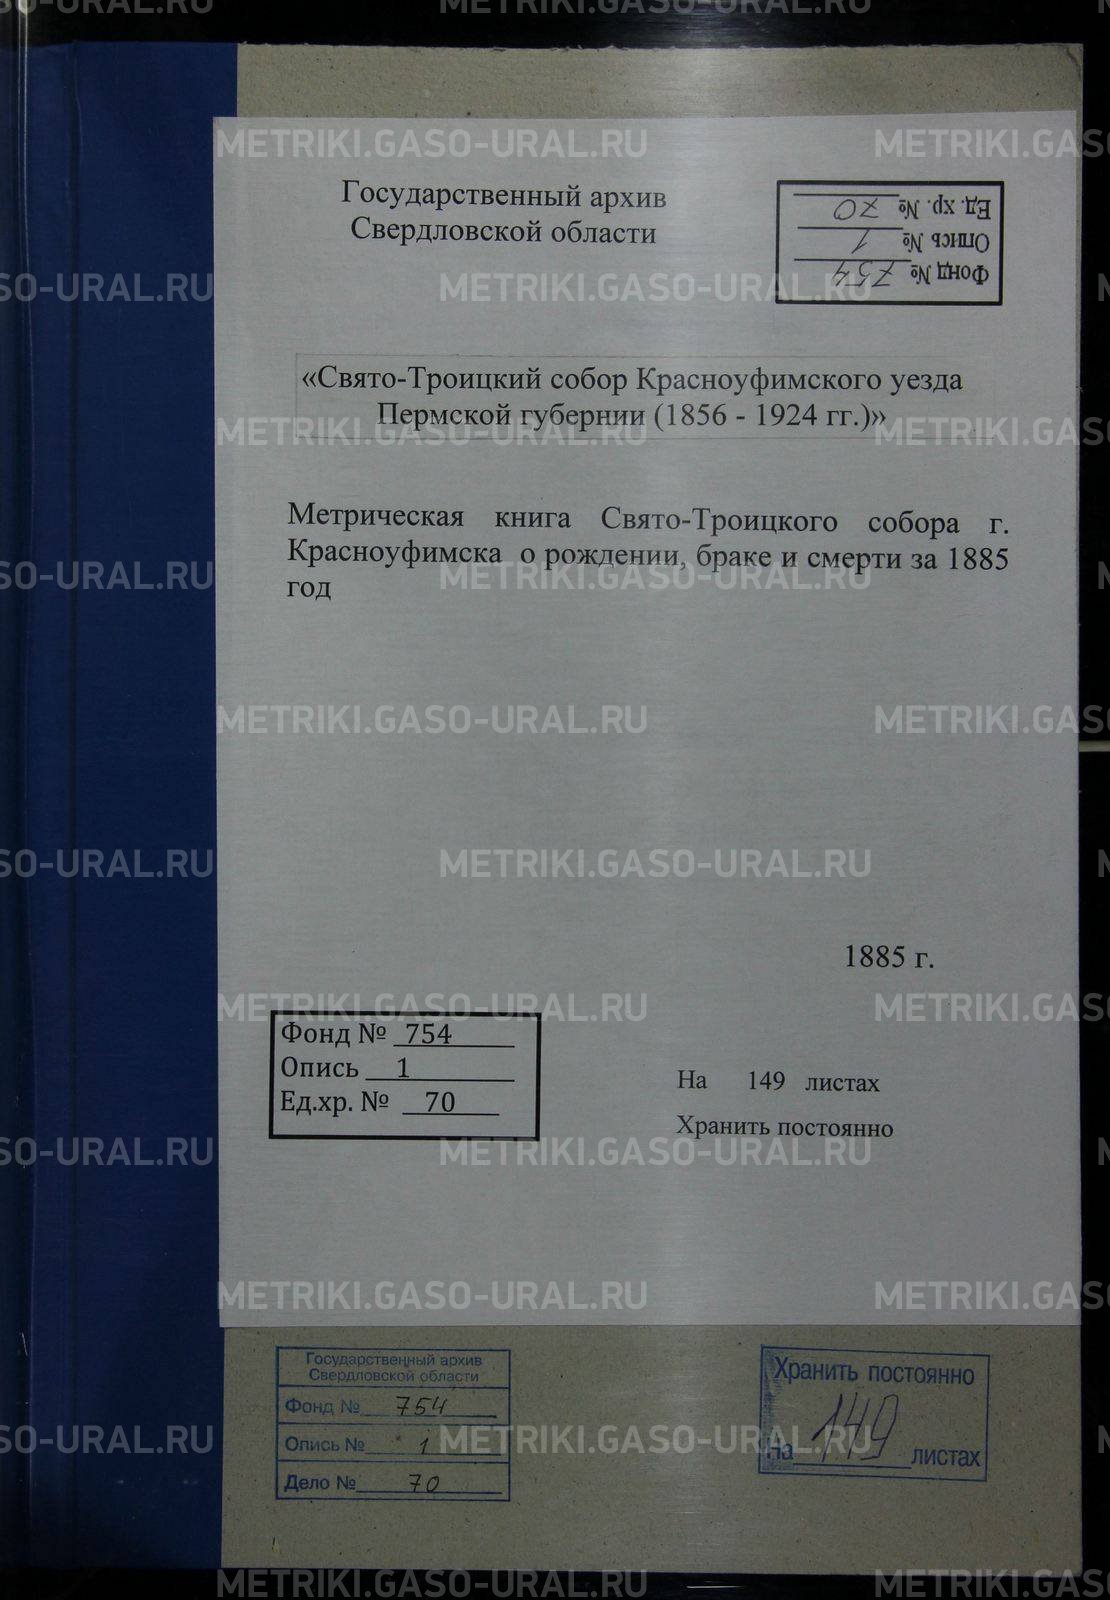 Государственный архив
Свердловской области
Ед. хр. № 70
Опись № 1
Фонд № 754
«Свято-Троицкий собор Красноуфимского уезда
Пермской губернии (1856 - 1924 гг.)»
Метрическая книга Свято-Троицкого собора г.
Красноуфимска о рождении, браке и смерти за 1885
год
1885 г.
Фонд № 754
Опись 1
Ед.хр. № 70
На 149 листах
Хранить постоянно
Государственный архив
Свердловской области
Фонд № 754
Опись № 1
Дело № 70
Хранить постоянно
На 149 листах
METRIKI.GASO-URAL.RU